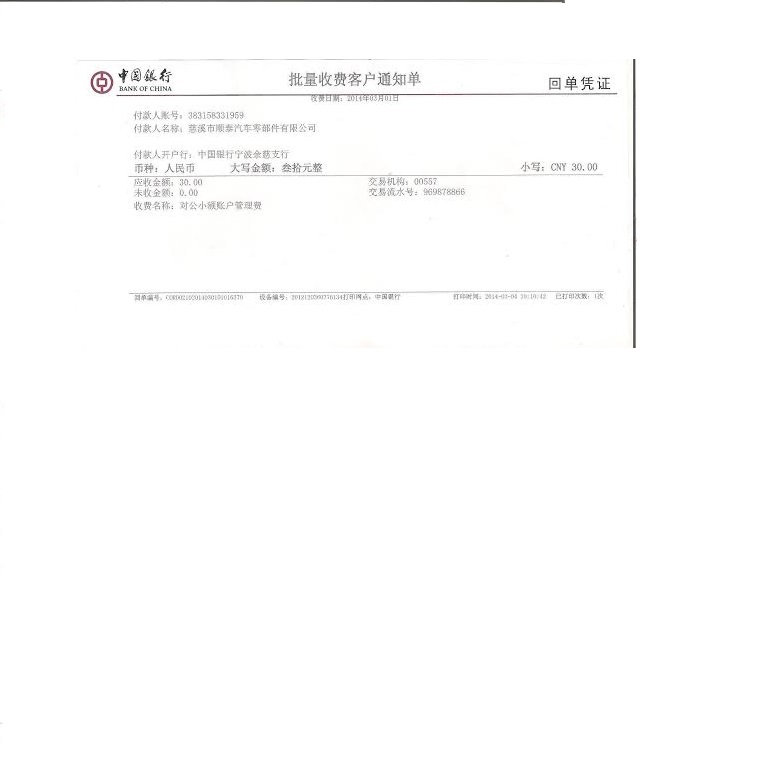 中国银行 BANK OF CHINA 批量收费客户通知单 回单凭证
收费日期：2014年03月01日
付款人账号：383158331959
付款人名称：慈溪市顺泰汽车零部件有限公司
付款人开户行：中国银行宁波余慈支行
币种：人民币 大写金额：叁拾元整 小写：CNY 30.00
应收金额：30.00 交易机构：00557
未收金额：0.00 交易流水号：969878866
收费名称：对公小额账户管理费
回单编号： 设备编号： 打印网点：中国银行 打印时间：2014-03-04 已打印次数：1次